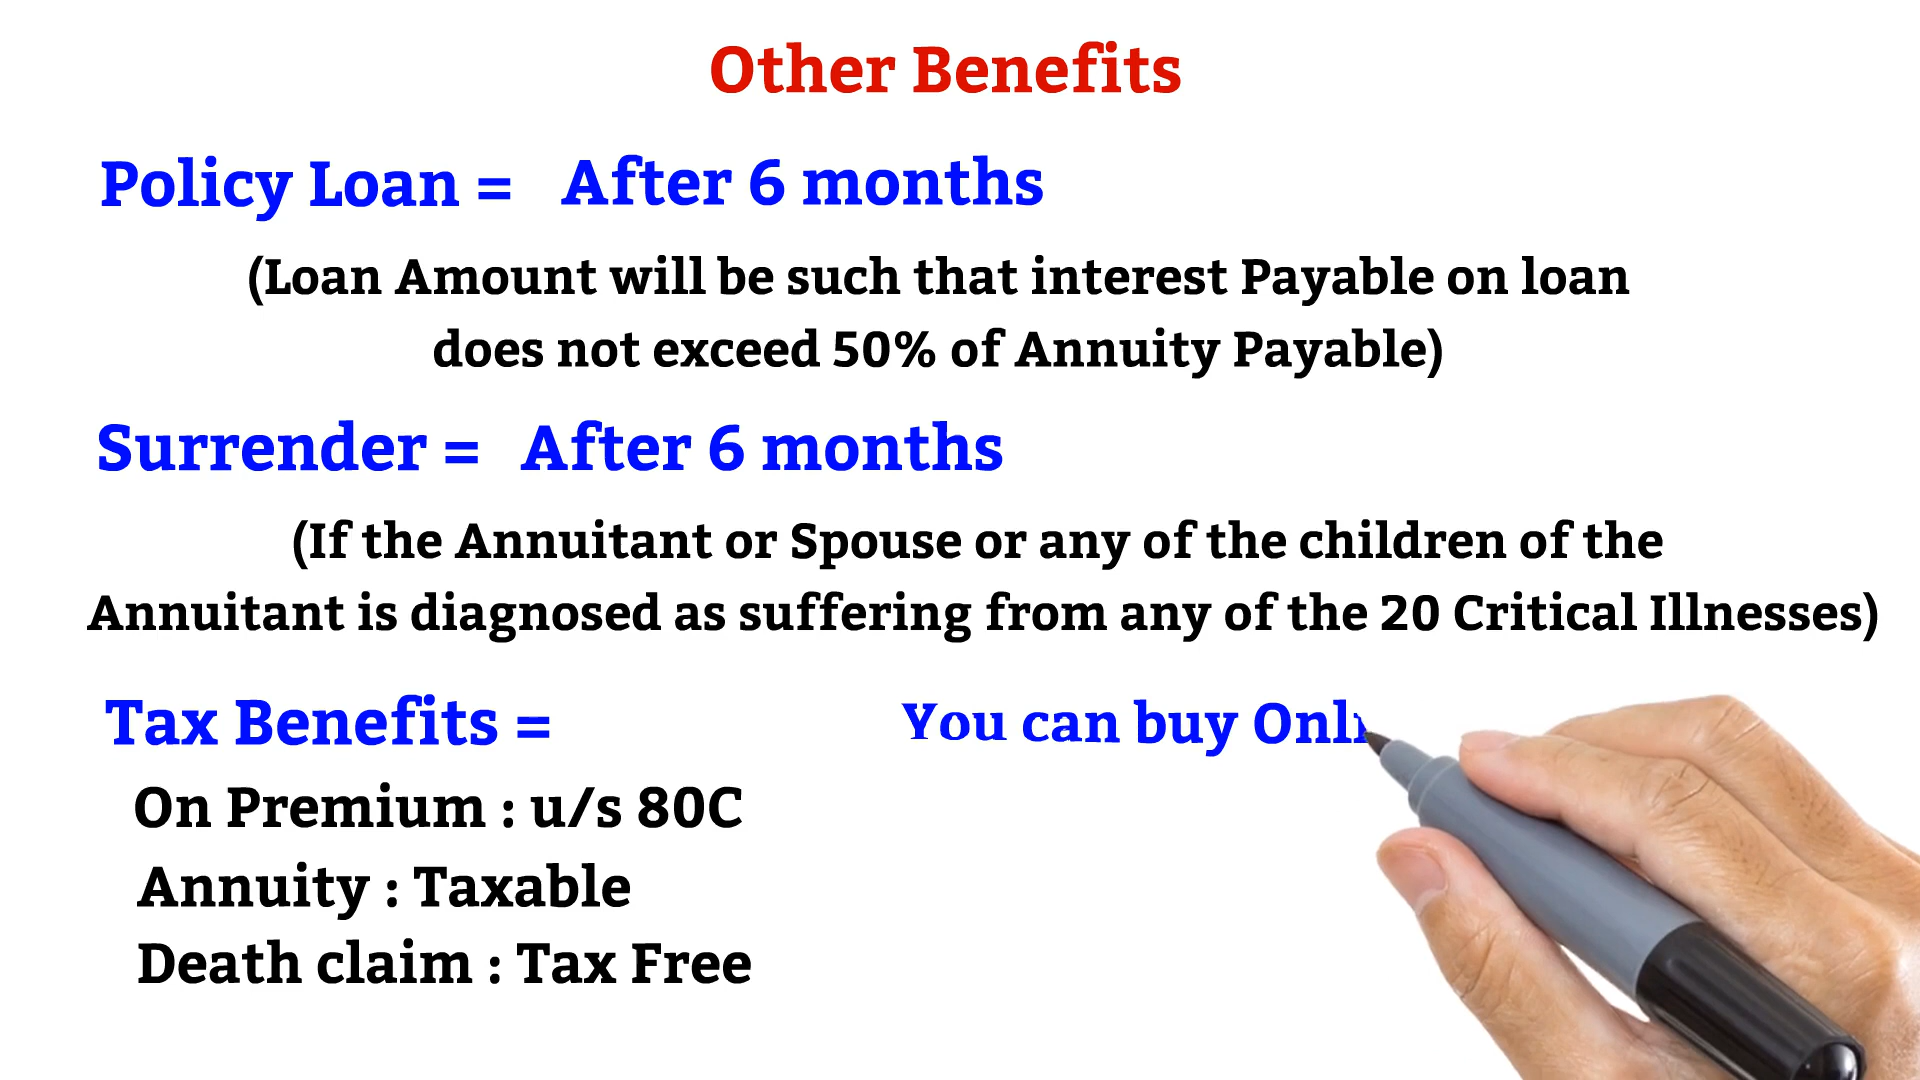 Other Benefits
Policy Loan = After 6 months
(Loan Amount will be such that interest Payable on loan
does not exceed 50% of Annuity Payable)
Surrender = After 6 months
(If the Annuitant or Spouse or any of the children of the
Annuitant is diagnosed as suffering from any of the 20 Critical Illnesses)
Tax Benefits =
You can buy
On Premium : u/s 80C
Annuity : Taxable
Death claim : Tax Free